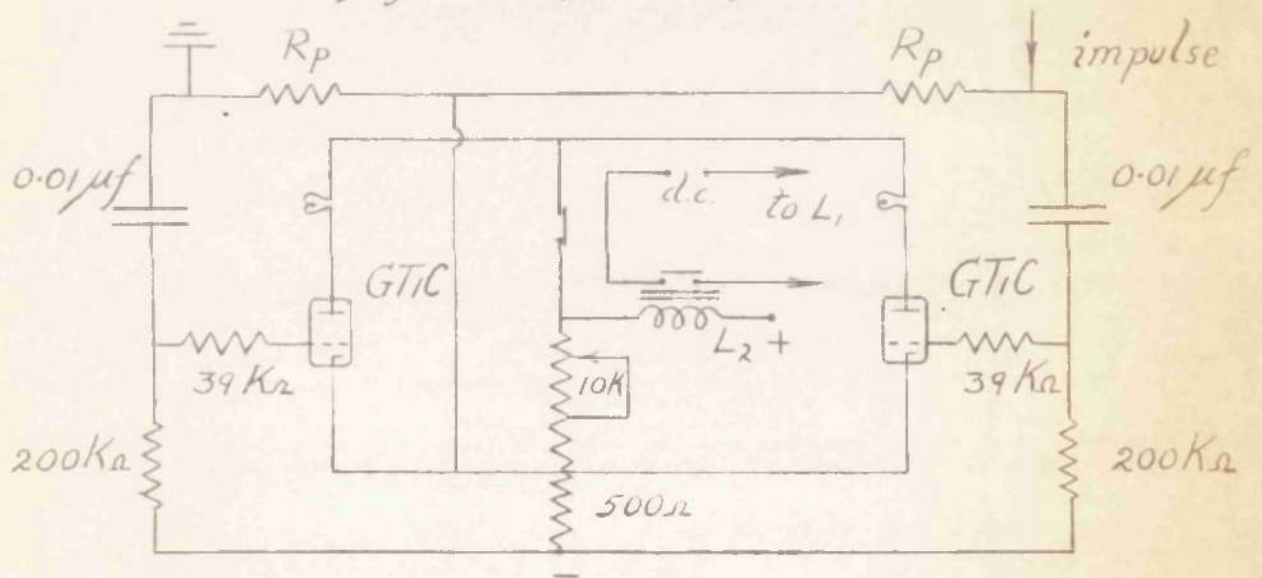 Rp
Rp
impulse
0.01µf
0.01µf
d.c.
to L1
GT1C
GT1C
L2 +
39KΩ
10K
39KΩ
200KΩ
200KΩ
500Ω